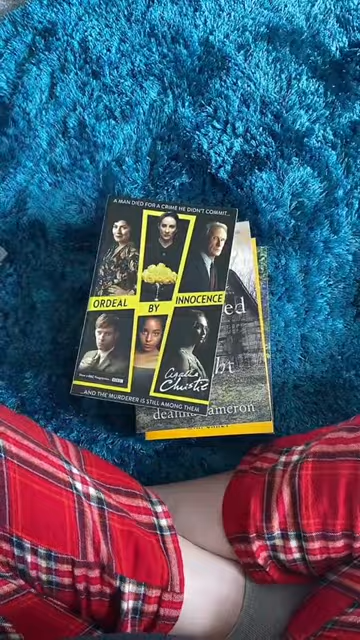 A MAN DIED FOR A CRIME HE DIDN'T COMMIT...
ORDEAL BY INNOCENCE
Agatha
Christie
BBC
...AND THE MURDERER IS STILL AMONG THEM
ed
ht
deanna cameron